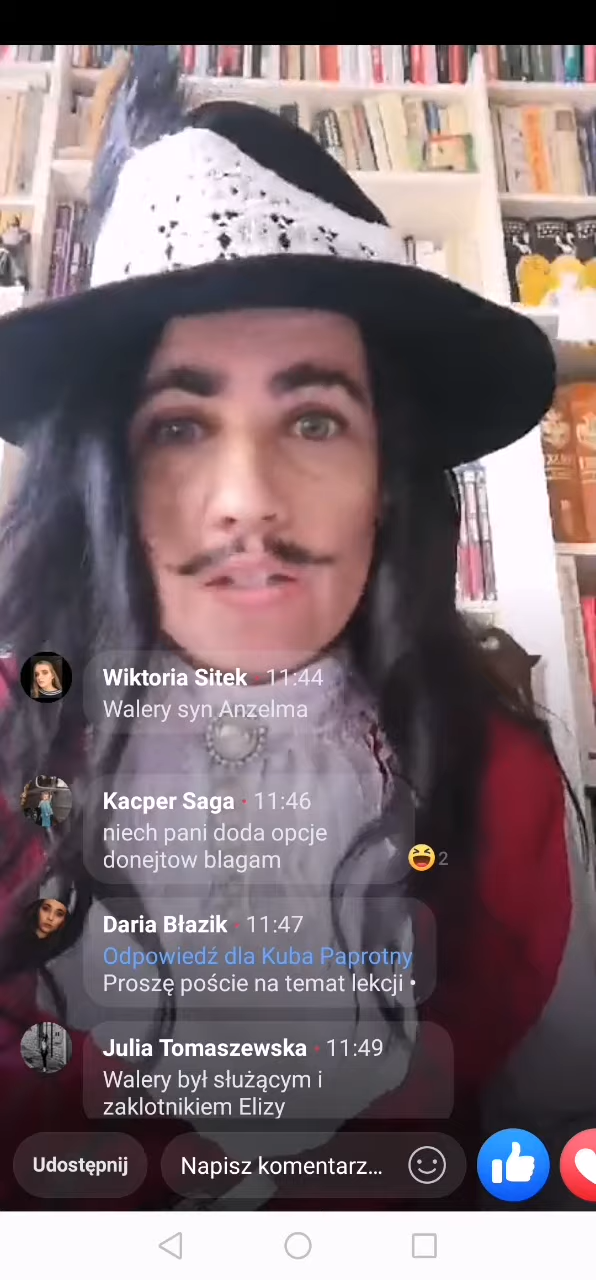 Wiktoria Sitek · 11:44
Walery syn Anzelma
Kacper Saga · 11:46
niech pani doda opcje
donejtow blagam
2
Daria Błazik · 11:47
Odpowiedź dla Kuba Paprotny
Proszę poście na temat lekcji •
Julia Tomaszewska · 11:49
Walery był służącym i
zaklotnikiem Elizy
Udostępnij
Napisz komentarz...